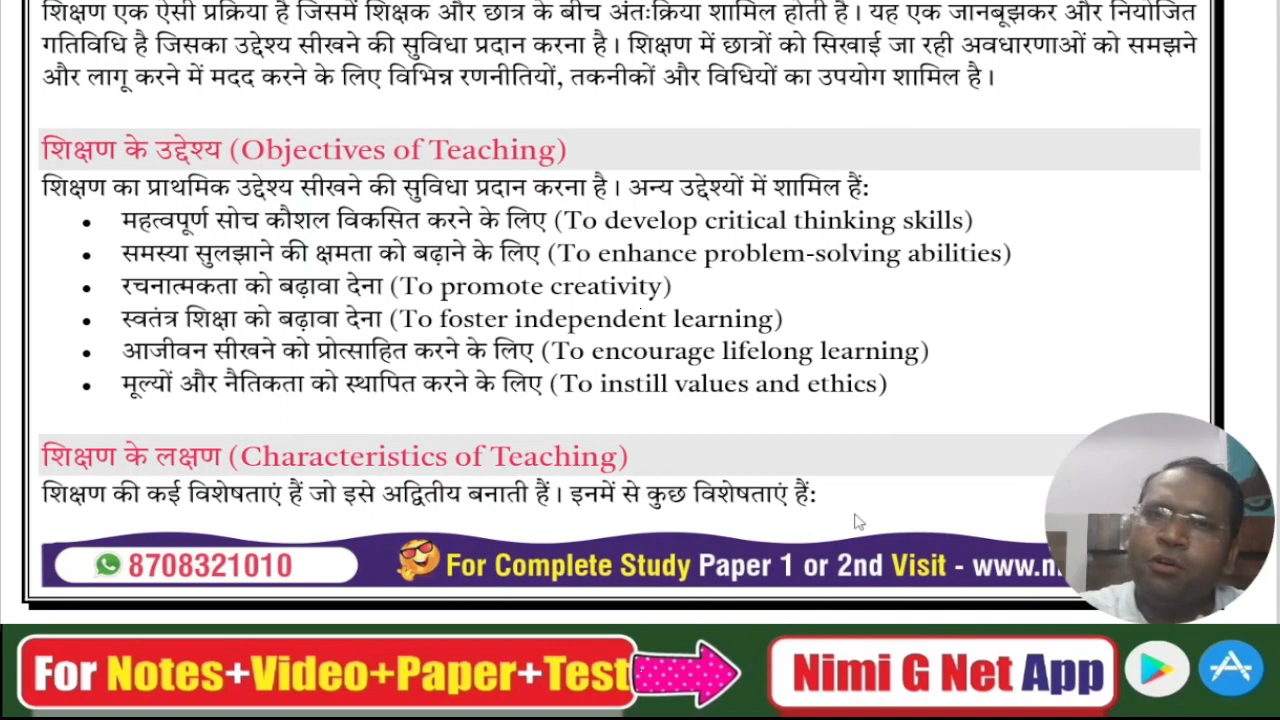 शिक्षण एक ऐसी प्रक्रिया है जिसमें शिक्षक और छात्र के बीच अंतःक्रिया शामिल होती है। यह एक जानबूझकर और नियोजित
गतिविधि है जिसका उद्देश्य सीखने की सुविधा प्रदान करना है। शिक्षण में छात्रों को सिखाई जा रही अवधारणाओं को समझने
और लागू करने में मदद करने के लिए विभिन्न रणनीतियों, तकनीकों और विधियों का उपयोग शामिल है।
शिक्षण के उद्देश्य (Objectives of Teaching)
शिक्षण का प्राथमिक उद्देश्य सीखने की सुविधा प्रदान करना है। अन्य उद्देश्यों में शामिल हैं:
• महत्वपूर्ण सोच कौशल विकसित करने के लिए (To develop critical thinking skills)
• समस्या सुलझाने की क्षमता को बढ़ाने के लिए (To enhance problem-solving abilities)
• रचनात्मकता को बढ़ावा देना (To promote creativity)
• स्वतंत्र शिक्षा को बढ़ावा देना (To foster independent learning)
• आजीवन सीखने को प्रोत्साहित करने के लिए (To encourage lifelong learning)
• मूल्यों और नैतिकता को स्थापित करने के लिए (To instill values and ethics)
शिक्षण के लक्षण (Characteristics of Teaching)
शिक्षण की कई विशेषताएं हैं जो इसे अद्वितीय बनाती हैं। इनमें से कुछ विशेषताएं हैं:
8708321010 For Complete Study Paper 1 or 2nd Visit - www.
For Notes+Video+Paper+Test Nimi G Net App